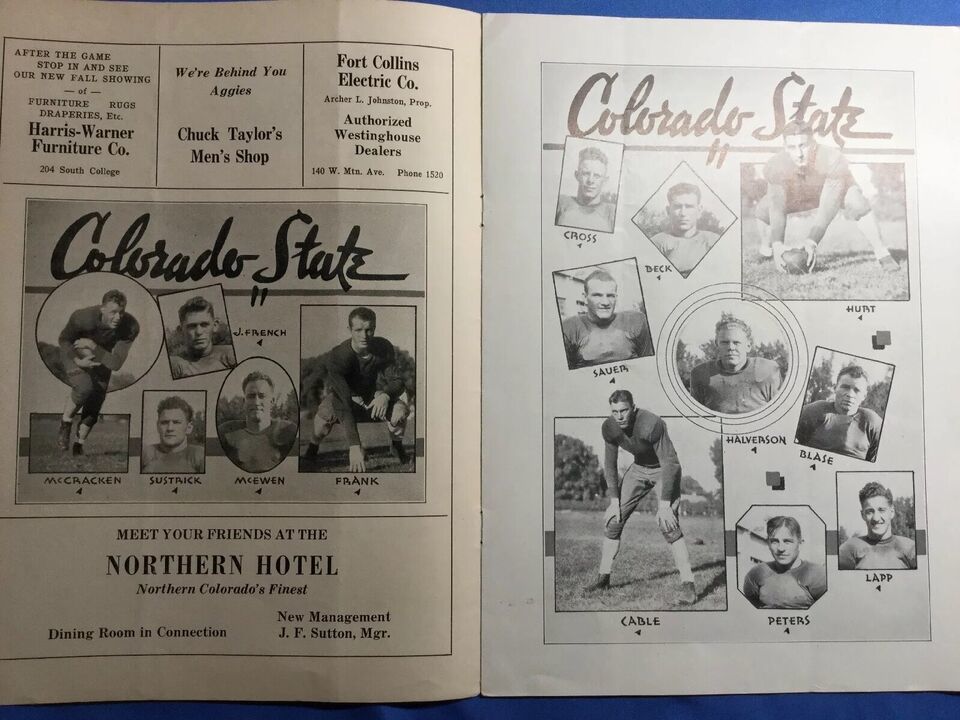 AFTER THE GAME
STOP IN AND SEE
OUR NEW FALL SHOWING
— of —
FURNITURE RUGS
DRAPERIES, Etc.
Harris-Warner
Furniture Co.
204 South College
We're Behind You
Aggies
Chuck Taylor's
Men's Shop
Fort Collins
Electric Co.
Archer L. Johnston, Prop.
Authorized
Westinghouse
Dealers
140 W. Mtn. Ave. Phone 1520
Colorado State
J. FRENCH
McCRACKEN
SUSTRICK
McEWEN
FRANK
MEET YOUR FRIENDS AT THE
NORTHERN HOTEL
Northern Colorado's Finest
Dining Room in Connection
New Management
J. F. Sutton, Mgr.
Colorado State
CROSS
BECK
HURT
SAUER
HALVERSON
BLASE
CABLE
PETERS
LAPP